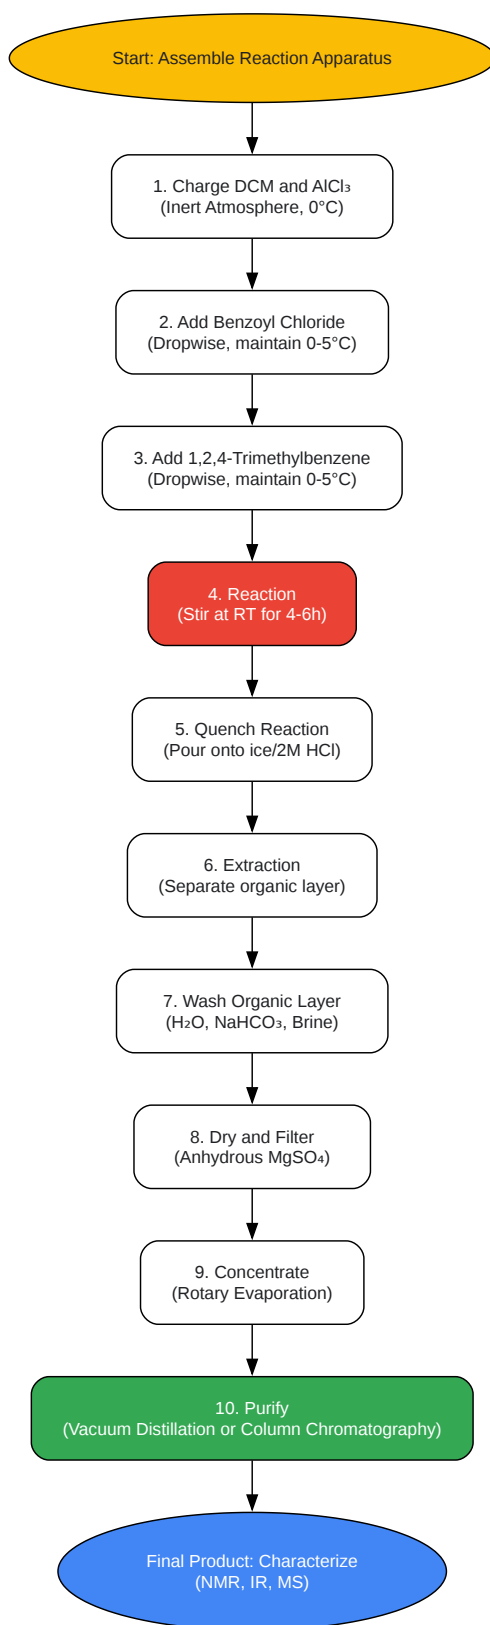 Start: Assemble Reaction Apparatus
1. Charge DCM and AlCl₃
(Inert Atmosphere, 0°C)
2. Add Benzoyl Chloride
(Dropwise, maintain 0-5°C)
3. Add 1,2,4-Trimethylbenzene
(Dropwise, maintain 0-5°C)
4. Reaction
(Stir at RT for 4-6h)
5. Quench Reaction
(Pour onto ice/2M HCl)
6. Extraction
(Separate organic layer)
7. Wash Organic Layer
(H₂O, NaHCO₃, Brine)
8. Dry and Filter
(Anhydrous MgSO₄)
9. Concentrate
(Rotary Evaporation)
10. Purify
(Vacuum Distillation or Column Chromatography)
Final Product: Characterize
(NMR, IR, MS)